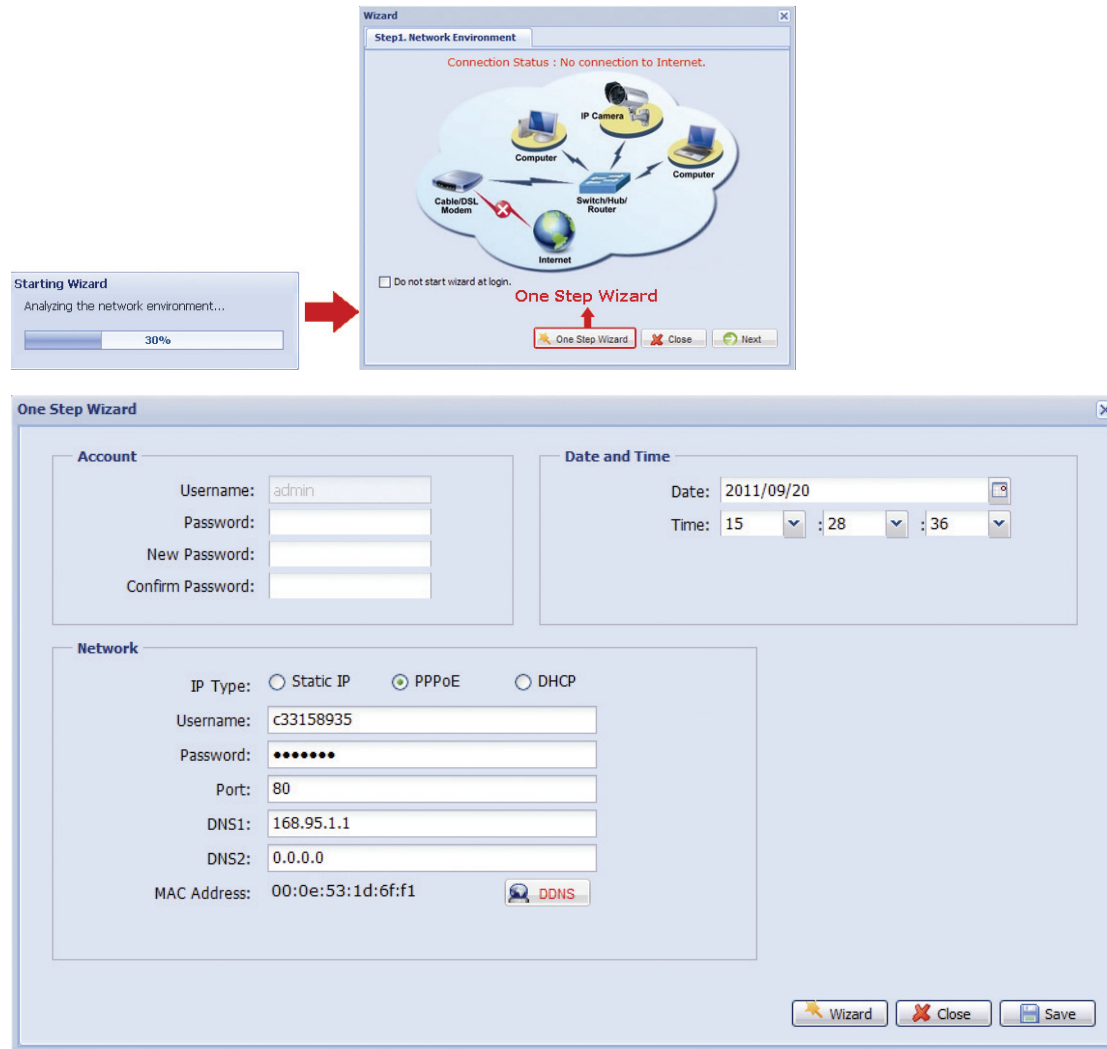 Starting Wizard
Analyzing the network environment...
30%
Wizard
Step1. Network Environment
Connection Status : No connection to Internet.
IP Camera
Computer
Computer
Cable/DSL
Modem
Switch/Hub/
Router
Internet
Do not start wizard at login.
One Step Wizard
One Step Wizard
Close
Next
One Step Wizard
Account
Username: admin
Password:
New Password:
Confirm Password:
Date and Time
Date: 2011/09/20
Time: 15 : 28 : 36
Network
IP Type: Static IP PPPoE DHCP
Username: c33158935
Password: •••••••
Port: 80
DNS1: 168.95.1.1
DNS2: 0.0.0.0
MAC Address: 00:0e:53:1d:6f:f1 DDNS
Wizard Close Save